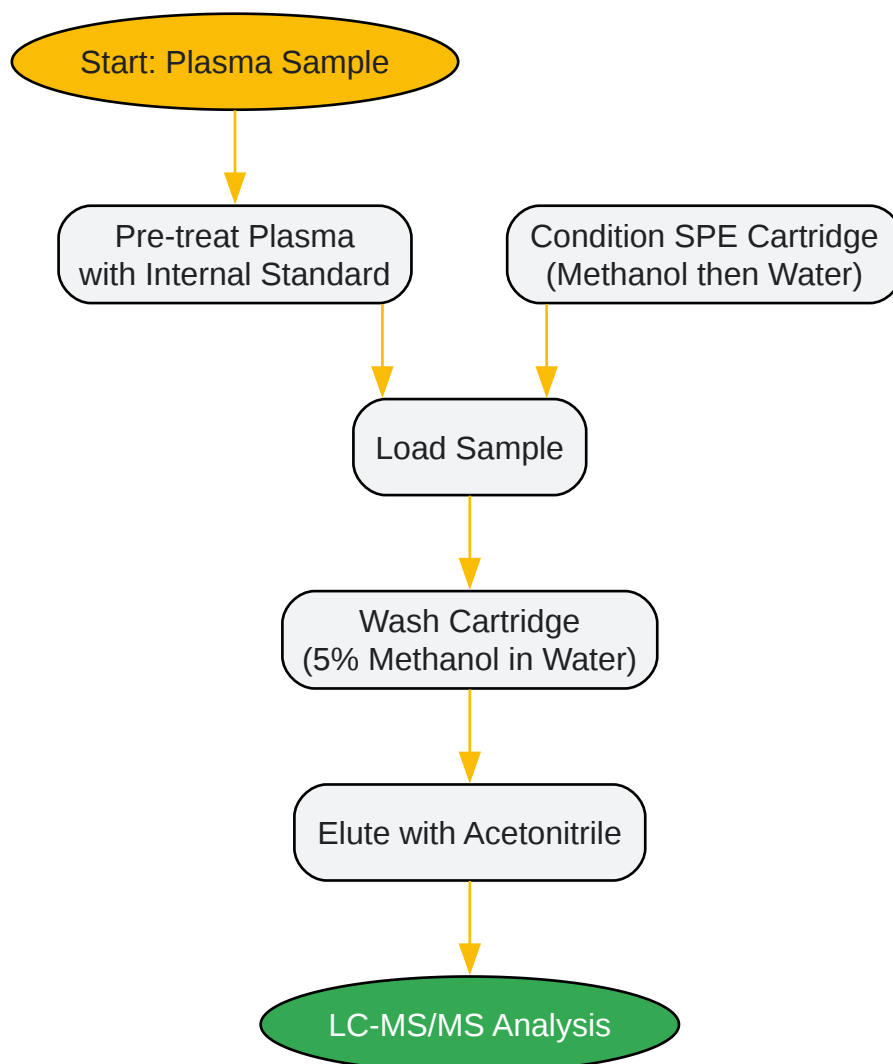 Start: Plasma Sample
Pre-treat Plasma
with Internal Standard
Condition SPE Cartridge
(Methanol then Water)
Load Sample
Wash Cartridge
(5% Methanol in Water)
Elute with Acetonitrile
LC-MS/MS Analysis